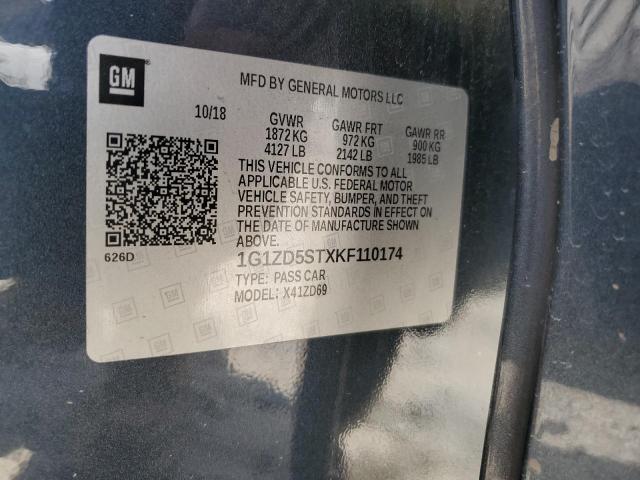 GM
MFD BY GENERAL MOTORS LLC
10/18
GVWR GAWR FRT GAWR RR
1872 KG 972 KG 900 KG
4127 LB 2142 LB 1985 LB
THIS VEHICLE CONFORMS TO ALL
APPLICABLE U.S. FEDERAL MOTOR
VEHICLE SAFETY, BUMPER, AND THEFT
PREVENTION STANDARDS IN EFFECT ON
THE DATE OF MANUFACTURE SHOWN ABOVE.
626D
1G1ZD5STXKF110174
TYPE: PASS CAR
MODEL: X41ZD69